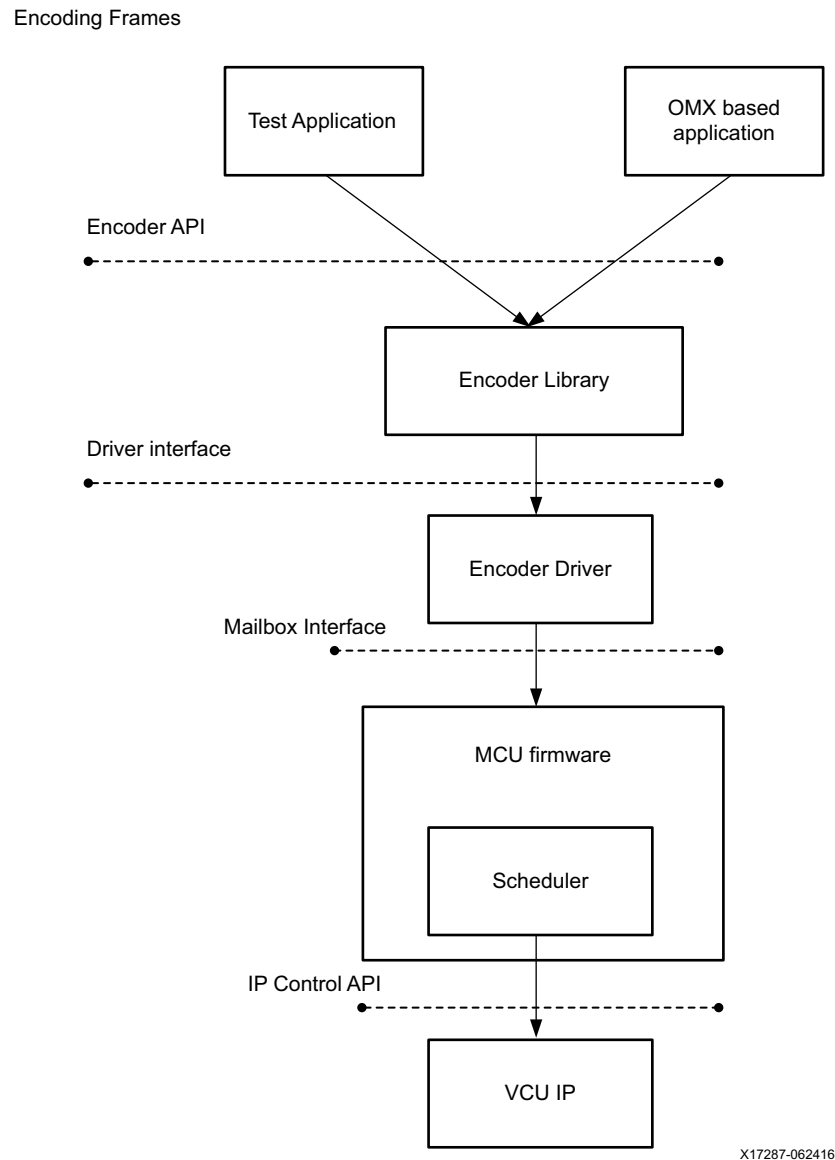 Encoding Frames
Test Application
OMX based
application
Encoder API
Encoder Library
Driver interface
Encoder Driver
Mailbox Interface
MCU firmware
Scheduler
IP Control API
VCU IP
X17287-062416